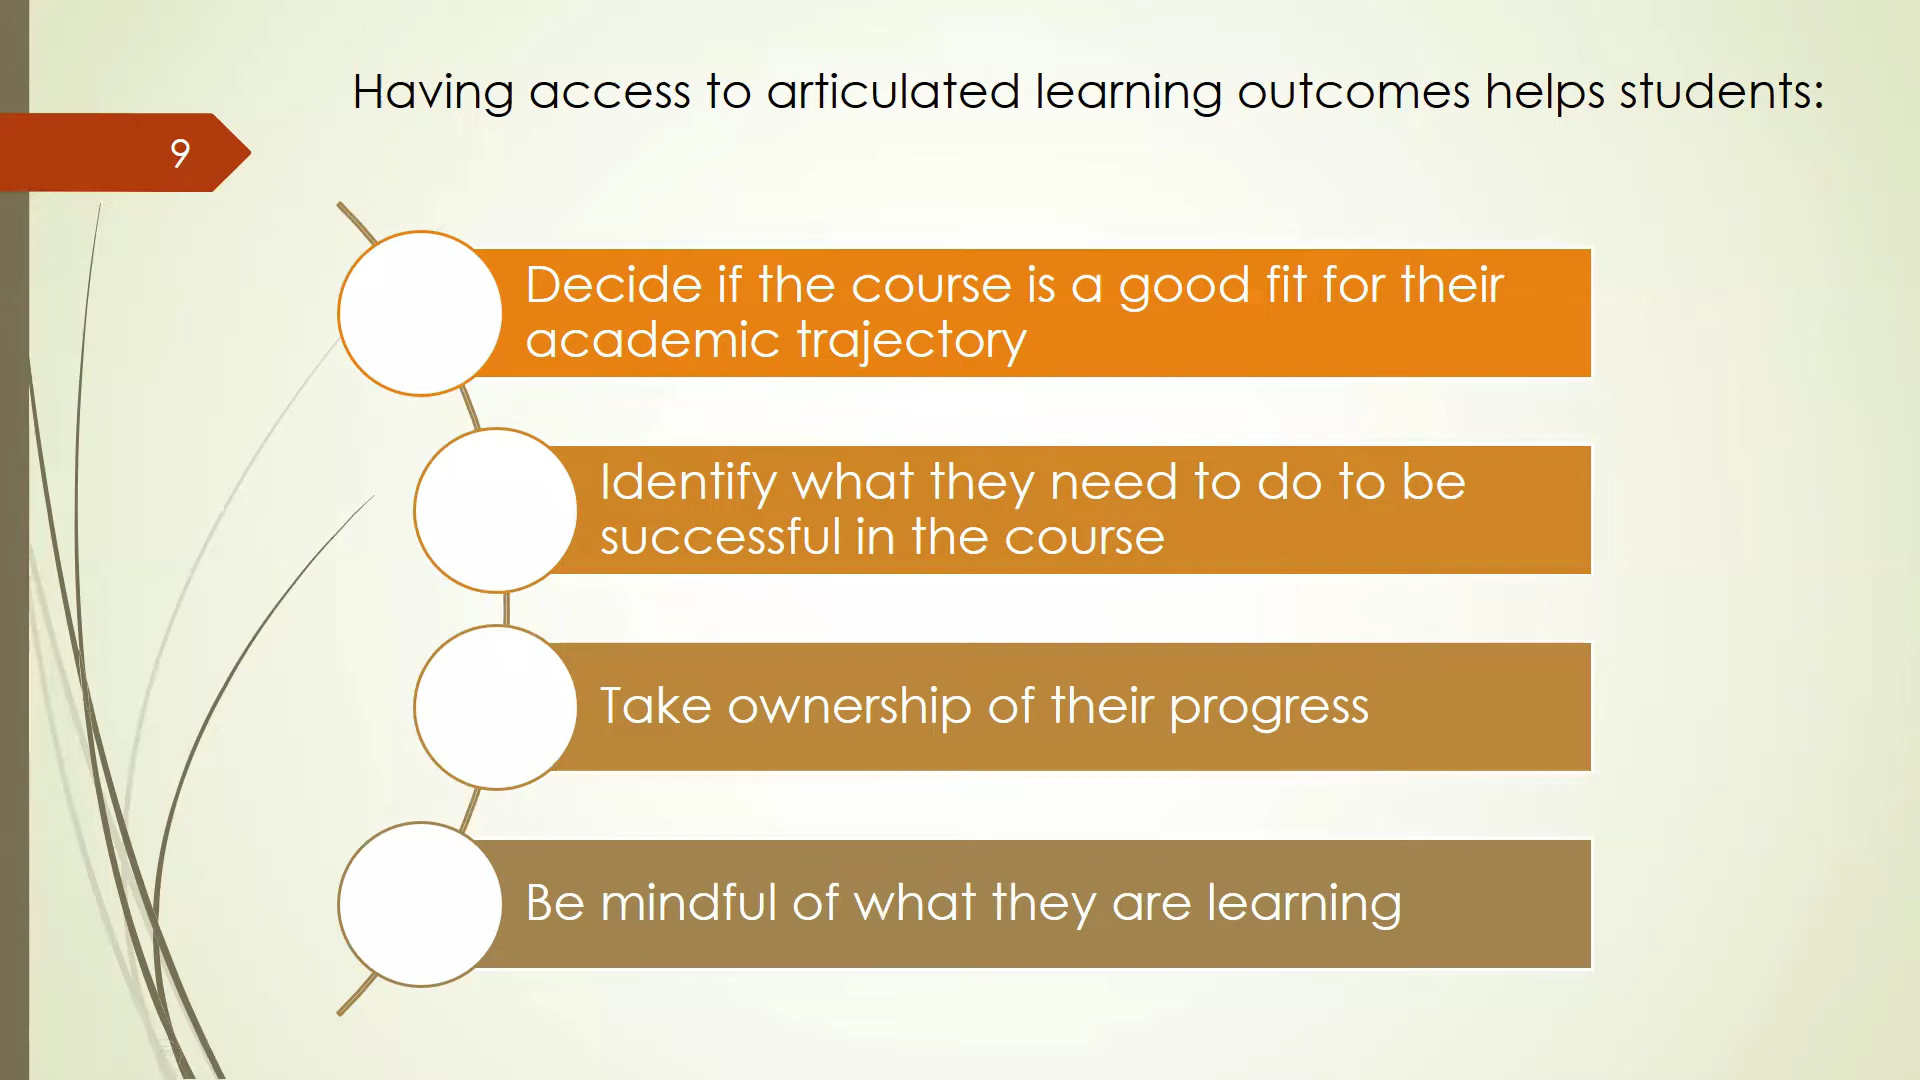 Having access to articulated learning outcomes helps students:
9
Decide if the course is a good fit for their
academic trajectory
Identify what they need to do to be
successful in the course
Take ownership of their progress
Be mindful of what they are learning